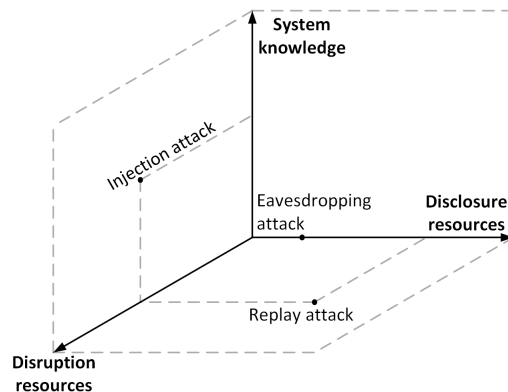 System
knowledge
Injection attack
Eavesdropping
attack
Disclosure
resources
Replay attack
Disruption
resources